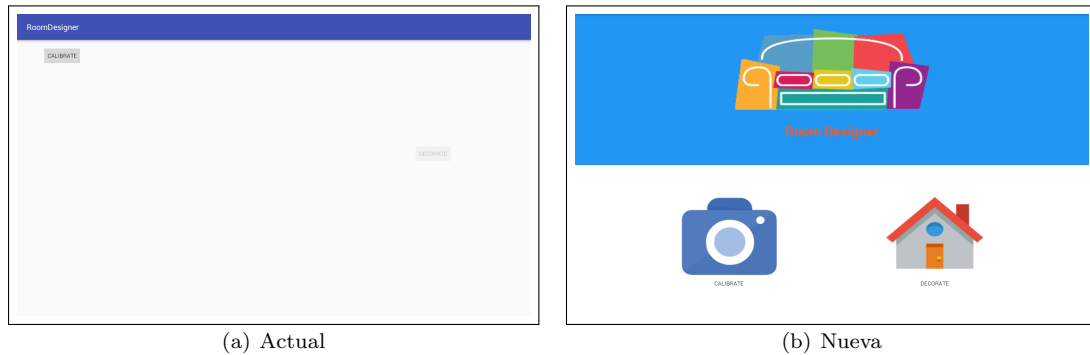 RoomDesigner
CALIBRATE
DECORATE
(a) Actual
Room Designer
CALIBRATE
DECORATE
(b) Nueva